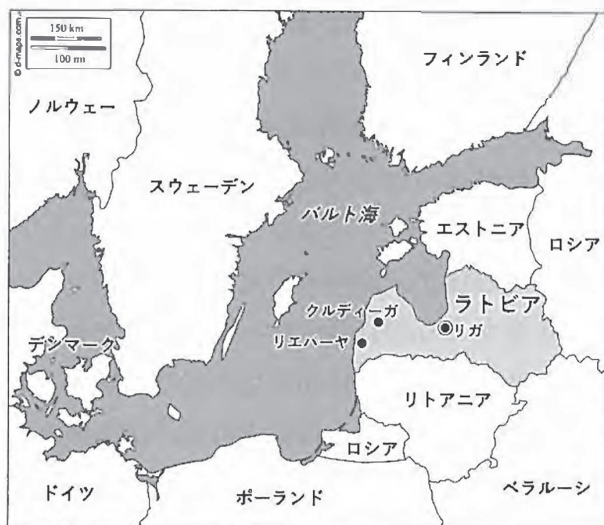 150 km
100 mi
© d-maps.com
フィンランド
ノルウェー
スウェーデン
バルト海
エストニア
ロシア
ラトビア
クルディーガ
リガ
デンマーク
リエパーヤ
リトアニア
ロシア
ドイツ
ポーランド
ベラルーシ